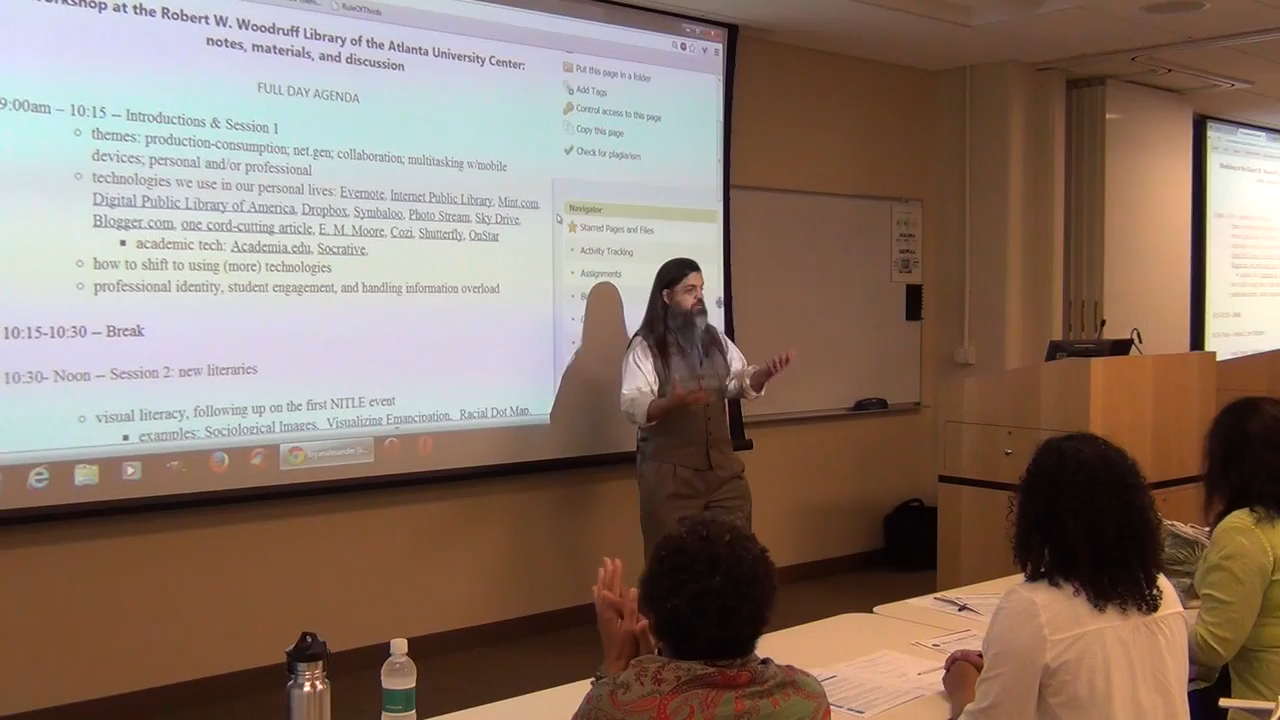 RuleOfThirds
Workshop at the Robert W. Woodruff Library of the Atlanta University Center:
notes, materials, and discussion
FULL DAY AGENDA
9:00am – 10:15 – Introductions & Session 1
themes: production-consumption; net.gen; collaboration; multitasking w/mobile
devices; personal and/or professional
technologies we use in our personal lives: Evernote, Internet Public Library, Mint.com
Digital Public Library of America, Dropbox, Symbaloo, Photo Stream, Sky Drive,
Blogger.com, one cord-cutting article, E. M. Moore, Cozi, Shutterfly, OnStar
academic tech: Academia.edu, Socrative,
how to shift to using (more) technologies
professional identity, student engagement, and handling information overload
10:15-10:30 – Break
10:30- Noon – Session 2: new literaries
visual literacy, following up on the first NITLE event
examples: Sociological Images, Visualizing Emancipation, Racial Dot Map,
Put this page in a folder
Add Tags
Control access to this page
Copy this page
Check for plagiarism
Navigator
Starred Pages and Files
Activity Tracking
Assignments